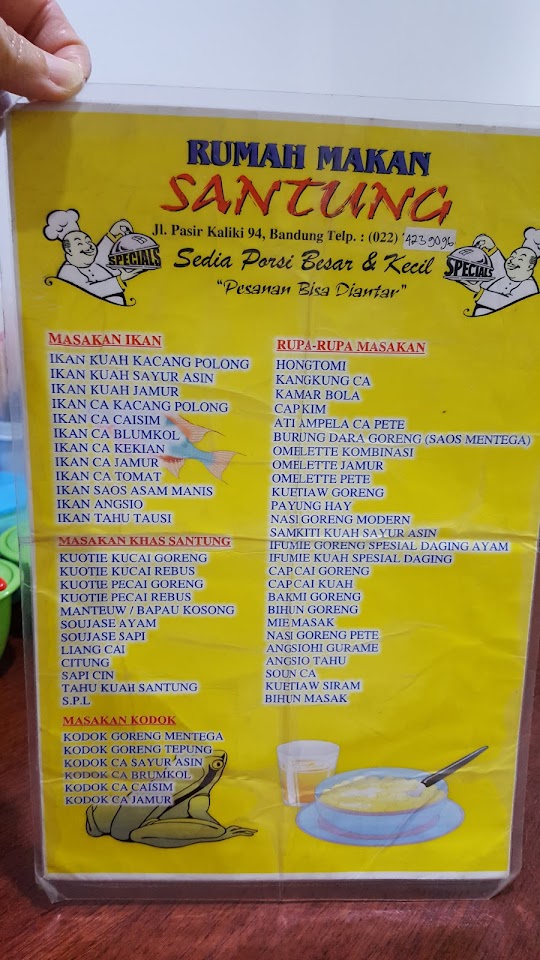 RUMAH MAKAN
SANTUNG
Jl. Pasir Kaliki 94, Bandung Telp. : (022) 4239096
SPECIALS
Sedia Porsi Besar & Kecil
SPECIALS
"Pesanan Bisa Diantar"
MASAKAN IKAN
IKAN KUAH KACANG POLONG
IKAN KUAH SAYUR ASIN
IKAN KUAH JAMUR
IKAN CA KACANG POLONG
IKAN CA CAISIM
IKAN CA BLUMKOL
IKAN CA KEKIAN
IKAN CA JAMUR
IKAN CA TOMAT
IKAN SAOS ASAM MANIS
IKAN ANGSIO
IKAN TAHU TAUSI
MASAKAN KHAS SANTUNG
KUOTIE KUCAI GORENG
KUOTIE KUCAI REBUS
KUOTIE PECAI GORENG
KUOTIE PECAI REBUS
MANTEUW / BAPAU KOSONG
SOUJASE AYAM
SOUJASE SAPI
LIANG CAI
CITUNG
SAPI CIN
TAHU KUAH SANTUNG
S.P.L
MASAKAN KODOK
KODOK GORENG MENTEGA
KODOK GORENG TEPUNG
KODOK CA SAYUR ASIN
KODOK CA BRUMKOL
KODOK CA CAISIM
KODOK CA JAMUR
RUPA-RUPA MASAKAN
HONGTOMI
KANGKUNG CA
KAMAR BOLA
CAPKIM
ATI AMPELA CA PETE
BURUNG DARA GORENG (SAOS MENTEGA)
OMELETTE KOMBINASI
OMELETTE JAMUR
OMELETTE PETE
KUETIAW GORENG
PAYUNG HAY
NASI GORENG MODERN
SAMKITI KUAH SAYUR ASIN
IFUMIE GORENG SPESIAL DAGING AYAM
IFUMIE KUAH SPESIAL DAGING
CAP CAI GORENG
CAP CAI KUAH
BAKMI GORENG
BIHUN GORENG
MIE MASAK
NASI GORENG PETE
ANGSIOHI GURAME
ANGSIO TAHU
SOUN CA
KUETIAW SIRAM
BIHUN MASAK